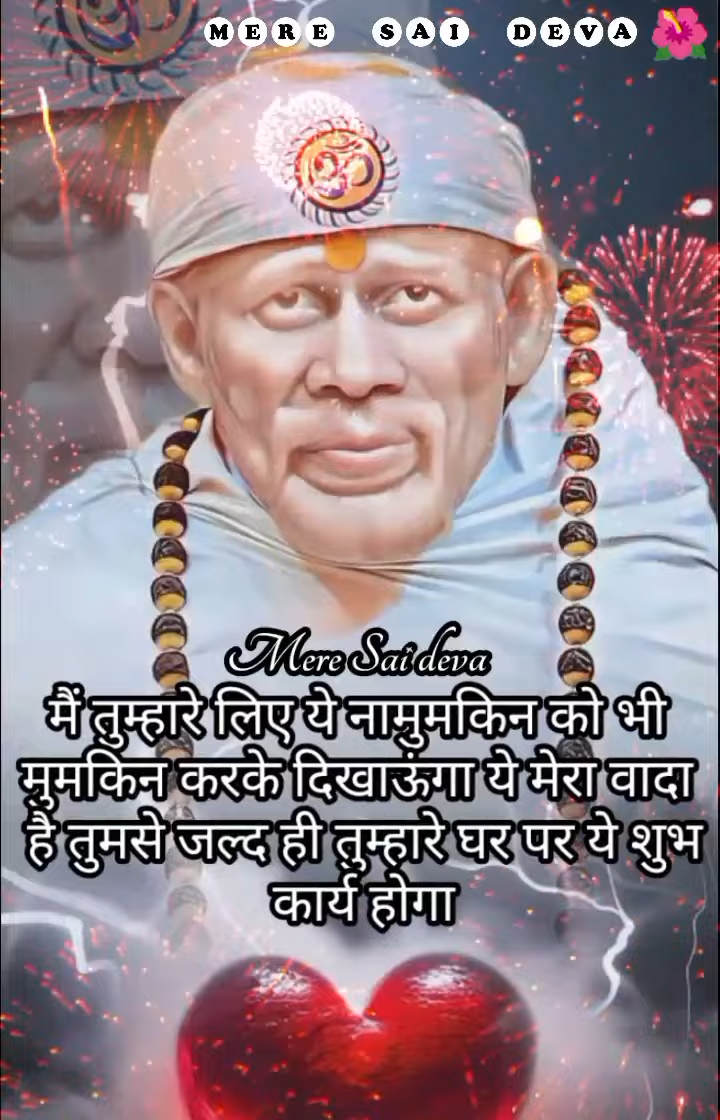 MERE SAI DEVA
Mere Sai deva
मैं तुम्हारे लिए ये नामुमकिन को भी
मुमकिन करके दिखाऊंगा ये मेरा वादा
है तुमसे जल्द ही तुम्हारे घर पर ये शुभ
कार्य होगा